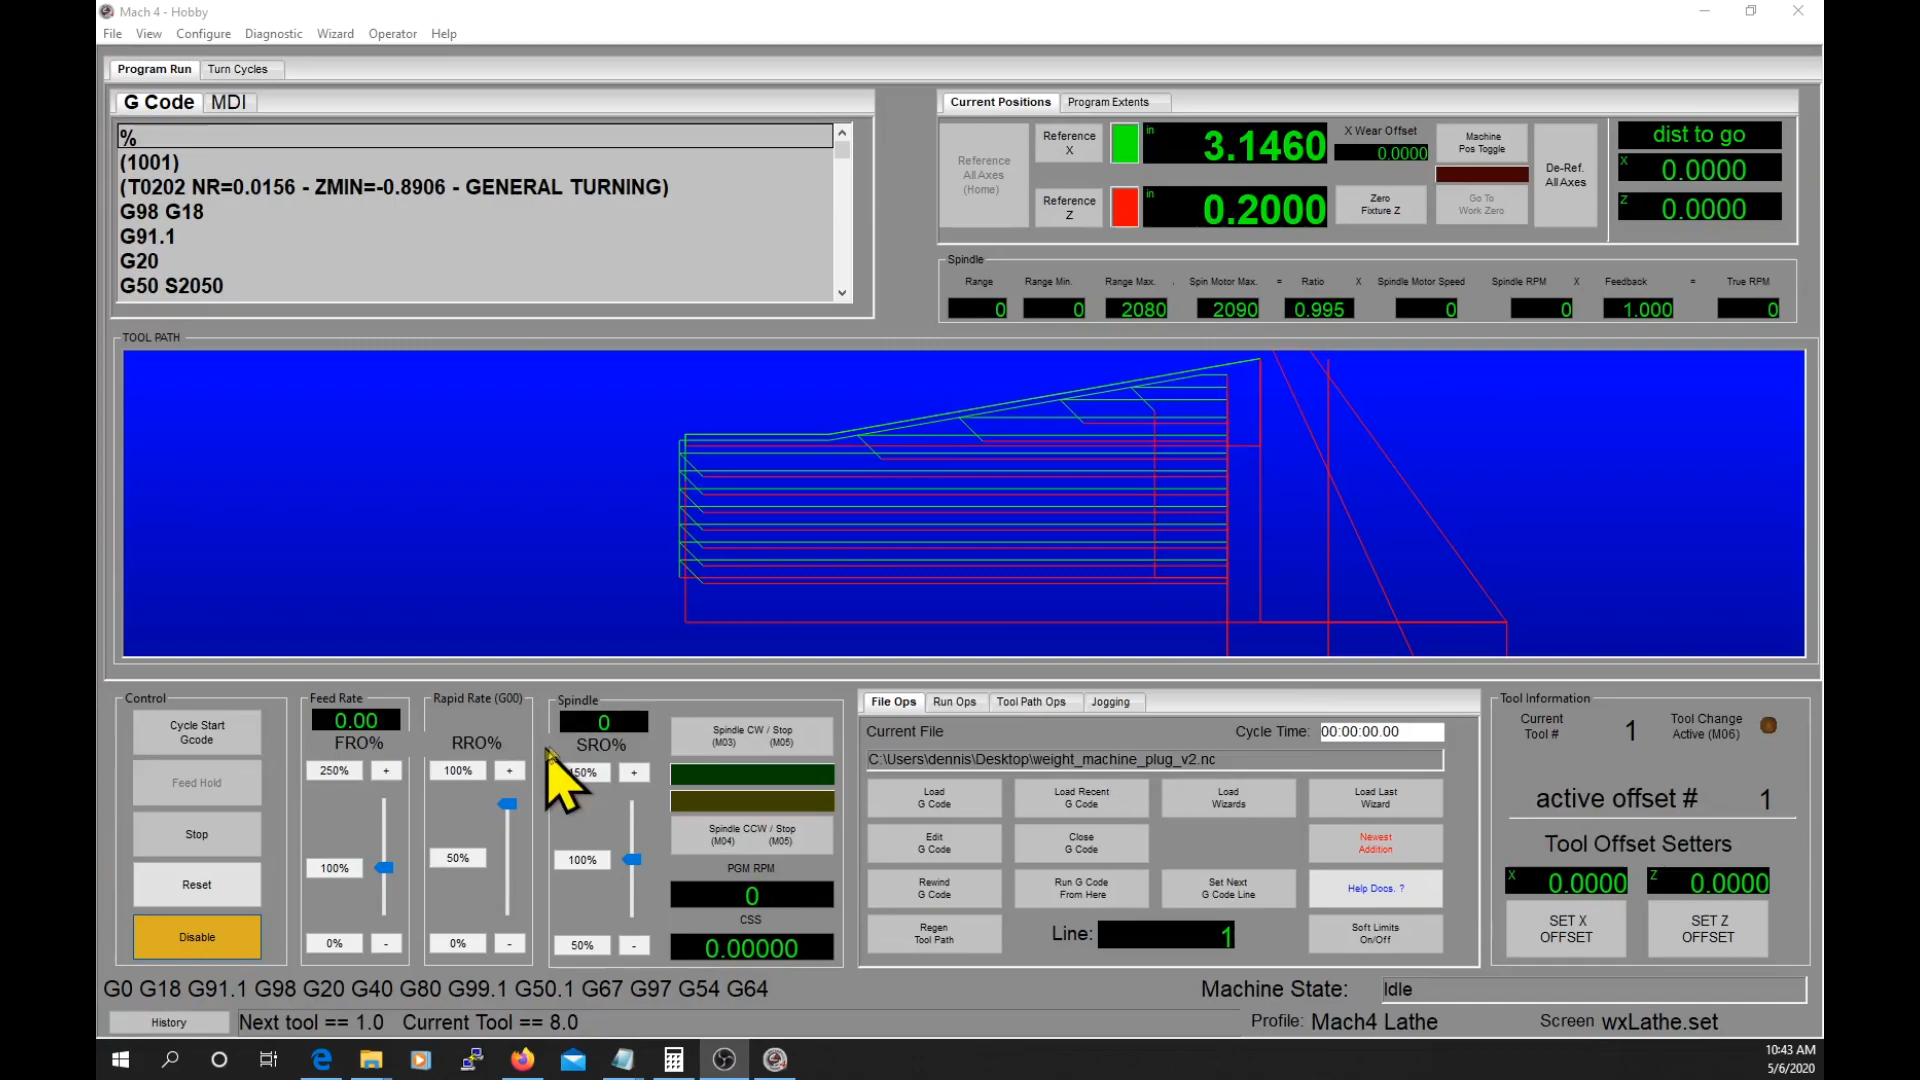 Mach 4 - Hobby
File View Configure Diagnostic Wizard Operator Help
Program Run Turn Cycles
G Code MDI
%
(1001)
(T0202 NR=0.0156 - ZMIN=-0.8906 - GENERAL TURNING)
G98 G18
G91.1
G20
G50 S2050
Current Positions Program Extents
Reference
All Axes
(Home)
Reference
X
in 3.1460
X Wear Offset
0.0000
Machine
Pos Toggle
De-Ref.
All Axes
Reference
Z
in 0.2000
Zero
Fixture Z
Go To
Work Zero
dist to go
X 0.0000
Z 0.0000
Spindle
Range Range Min. Range Max. . Spin Motor Max. = Ratio X Spindle Motor Speed Spindle RPM X Feedback = True RPM
0 0 2080 2090 0.995 0 0 1.000 0
TOOL PATH
Control
Cycle Start
Gcode
Feed Hold
Stop
Reset
Disable
Feed Rate
0.00
FRO%
250% +
100%
0% -
Rapid Rate (G00)
RRO%
100% +
50%
0% -
Spindle
0
SRO%
50% +
100%
50% -
Spindle CW / Stop
(M03) (M05)
Spindle CCW / Stop
(M04) (M05)
PGM RPM
0
CSS
0.00000
File Ops Run Ops Tool Path Ops Jogging
Current File Cycle Time: 00:00:00.00
C:\Users\dennis\Desktop\weight_machine_plug_v2.nc
Load
G Code
Load Recent
G Code
Load
Wizards
Load Last
Wizard
Edit
G Code
Close
G Code
Newest
Addition
Rewind
G Code
Run G Code
From Here
Set Next
G Code Line
Help Docs. ?
Regen
Tool Path
Line: 1
Soft Limits
On/Off
Tool Information
Current
Tool # 1
Tool Change
Active (M06)
active offset # 1
Tool Offset Setters
X 0.0000 Z 0.0000
SET X
OFFSET
SET Z
OFFSET
G0 G18 G91.1 G98 G20 G40 G80 G99.1 G50.1 G67 G97 G54 G64
Machine State: Idle
History Next tool == 1.0 Current Tool == 8.0
Profile: Mach4 Lathe Screen wxLathe.set
10:43 AM
5/6/2020